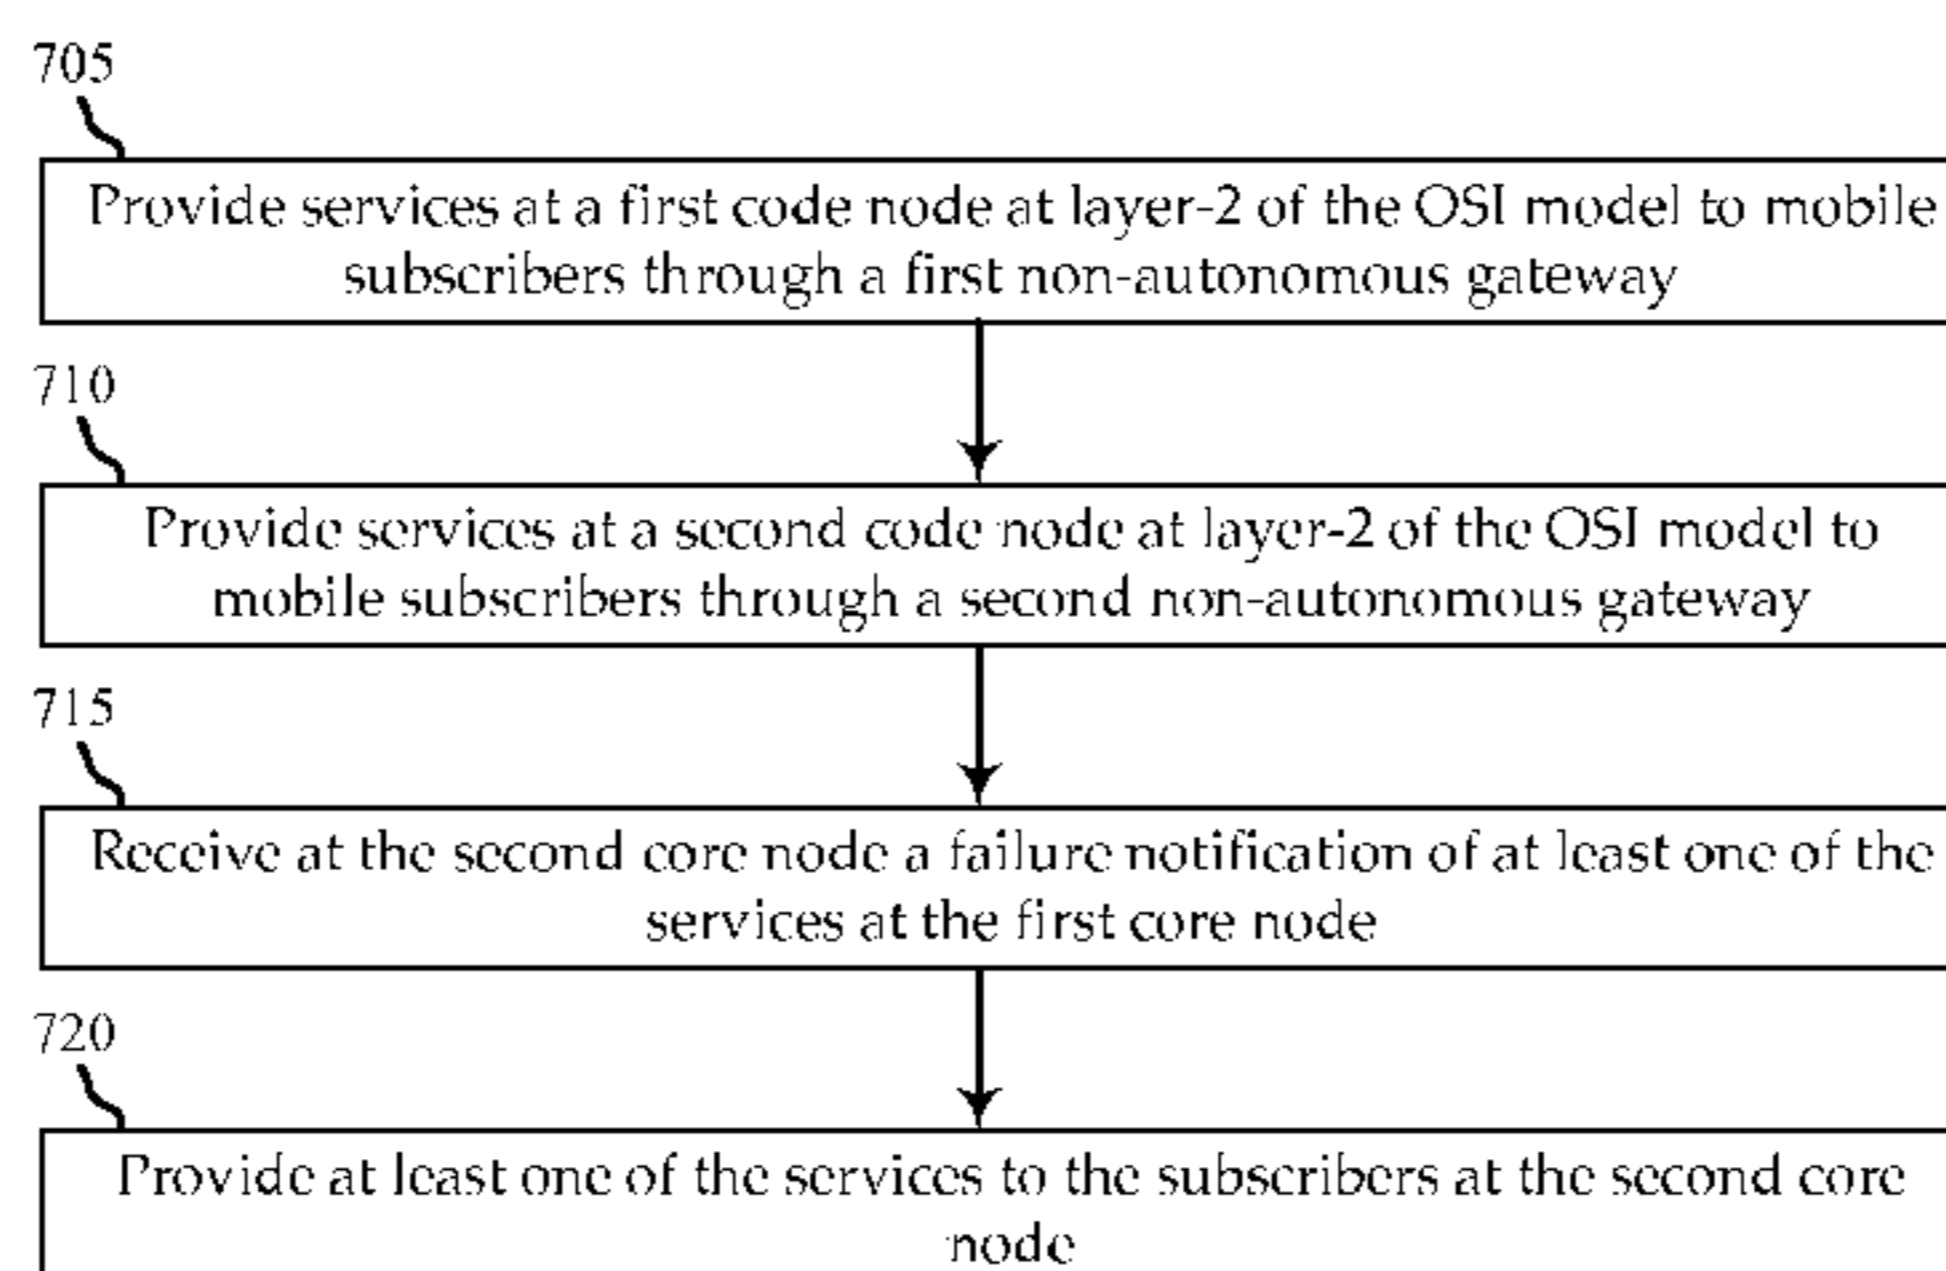 705
Provide services at a first code node at layer-2 of the OSI model to mobile
subscribers through a first non-autonomous gateway
710
Provide services at a second code node at layer-2 of the OSI model to
mobile subscribers through a second non-autonomous gateway
715
Receive at the second core node a failure notification of at least one of the
services at the first core node
720
Provide at least one of the services to the subscribers at the second core
node